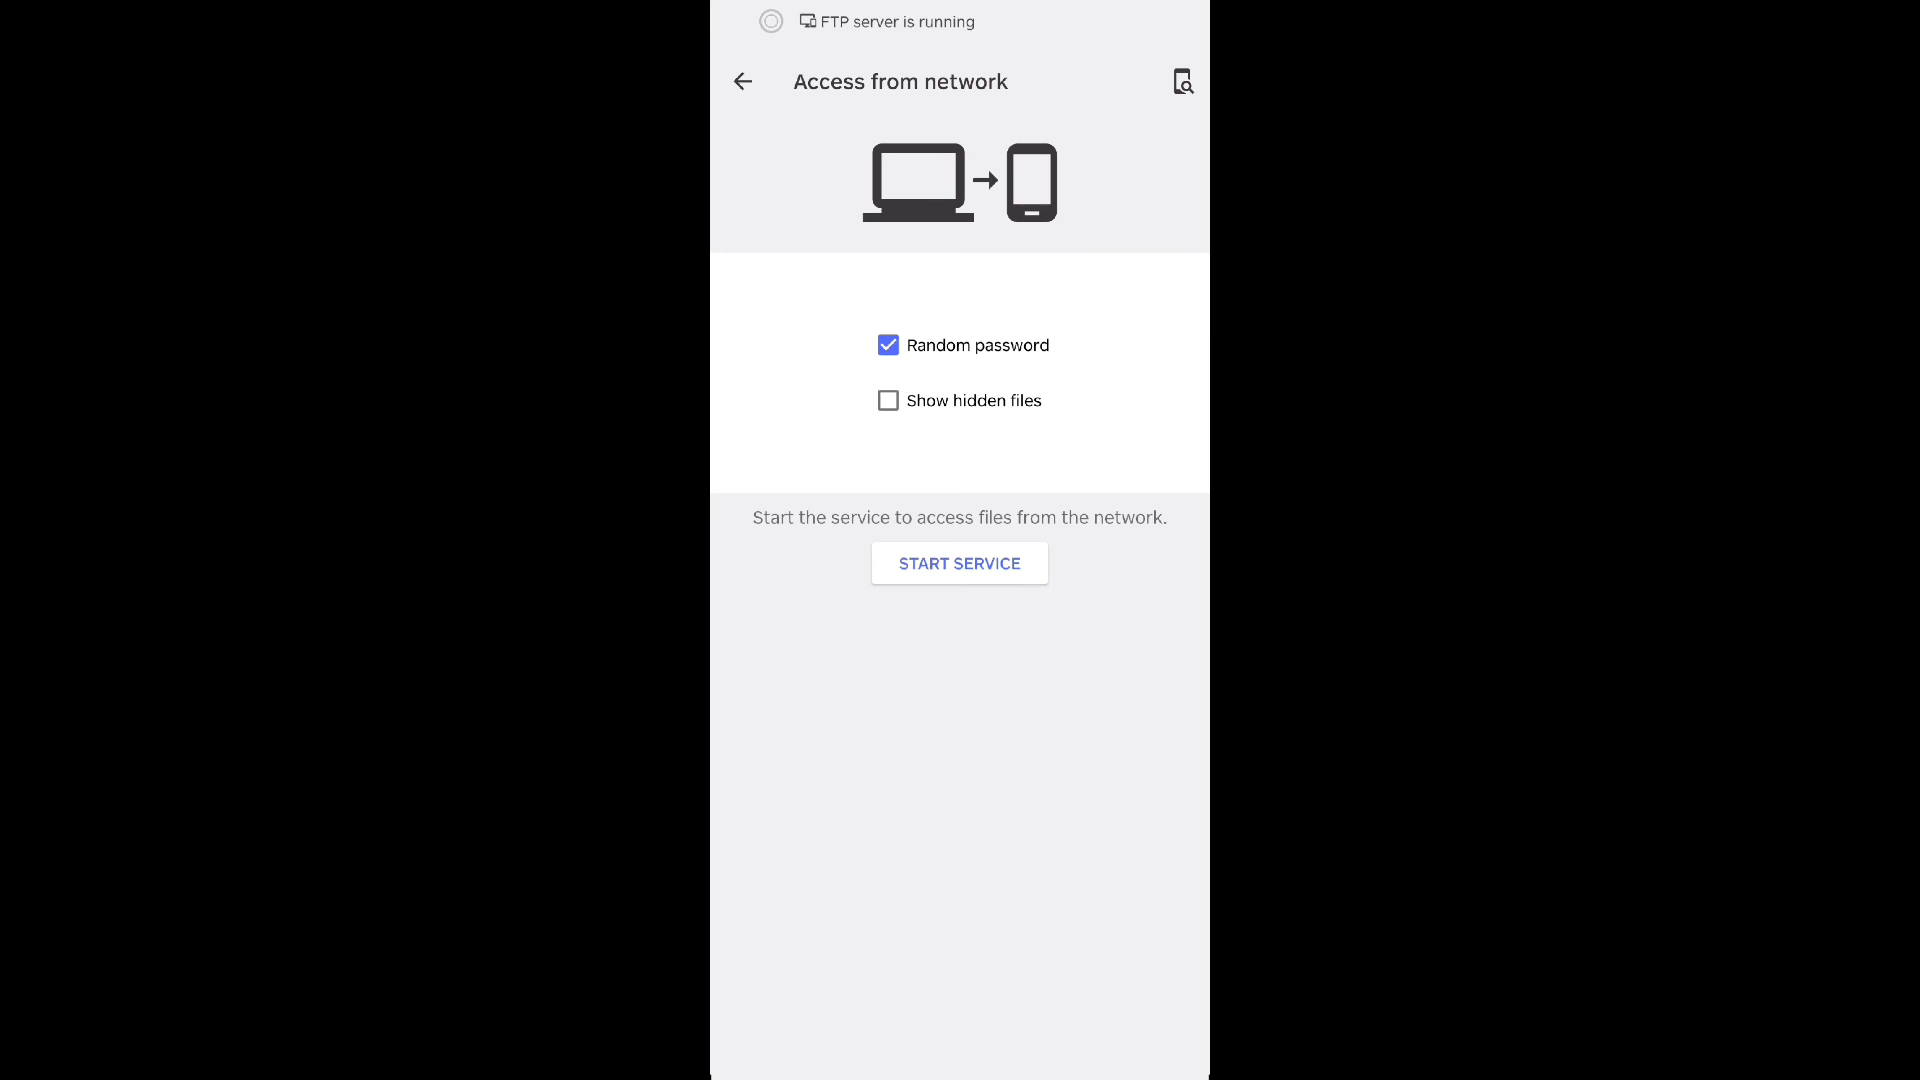 FTP server is running
Access from network
Random password
Show hidden files
Start the service to access files from the network.
START SERVICE